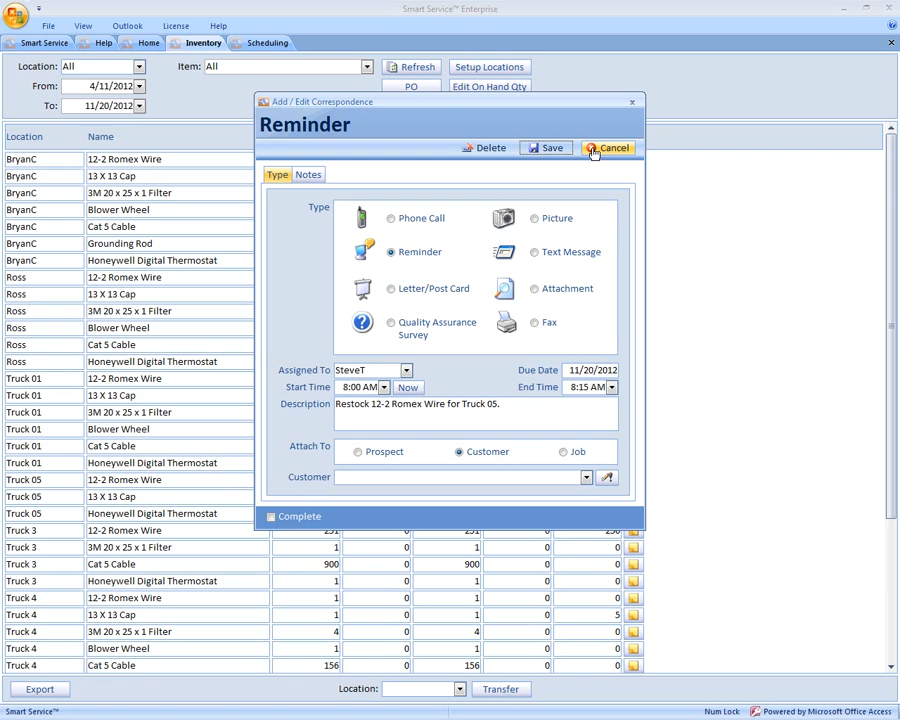 Smart Service™ Enterprise
File View Outlook License Help
Smart Service Help Home Inventory Scheduling
Location: All Item: All Refresh Setup Locations
From: 4/11/2012 PO Edit On Hand Qty
To: 11/20/2012
Add / Edit Correspondence
Reminder
Delete Save Cancel
Type Notes
Type
Phone Call Picture
Reminder Text Message
Letter/Post Card Attachment
Quality Assurance Survey Fax
Assigned To SteveT Due Date 11/20/2012
Start Time 8:00 AM Now End Time 8:15 AM
Description Restock 12-2 Romex Wire for Truck 05.
Attach To Prospect Customer Job
Customer
Complete
Location Name
BryanC 12-2 Romex Wire
BryanC 13 X 13 Cap
BryanC 3M 20 x 25 x 1 Filter
BryanC Blower Wheel
BryanC Cat 5 Cable
BryanC Grounding Rod
BryanC Honeywell Digital Thermostat
Ross 12-2 Romex Wire
Ross 13 X 13 Cap
Ross 3M 20 x 25 x 1 Filter
Ross Blower Wheel
Ross Cat 5 Cable
Ross Honeywell Digital Thermostat
Truck 01 12-2 Romex Wire
Truck 01 13 X 13 Cap
Truck 01 3M 20 x 25 x 1 Filter
Truck 01 Blower Wheel
Truck 01 Cat 5 Cable
Truck 01 Honeywell Digital Thermostat
Truck 05 12-2 Romex Wire
Truck 05 13 X 13 Cap
Truck 05 Honeywell Digital Thermostat
Truck 3 12-2 Romex Wire 0
Truck 3 3M 20 x 25 x 1 Filter 1 0 1 0 0
Truck 3 Cat 5 Cable 900 0 900 0 0
Truck 3 Honeywell Digital Thermostat 1 0 1 0 0
Truck 4 12-2 Romex Wire 1 0 1 0 0
Truck 4 13 X 13 Cap 1 0 1 0 5
Truck 4 3M 20 x 25 x 1 Filter 4 0 4 0 0
Truck 4 Blower Wheel 1 0 1 0 0
Truck 4 Cat 5 Cable 156 0 156 0 0
Export Location: Transfer
Smart Service™ Num Lock Powered by Microsoft Office Access